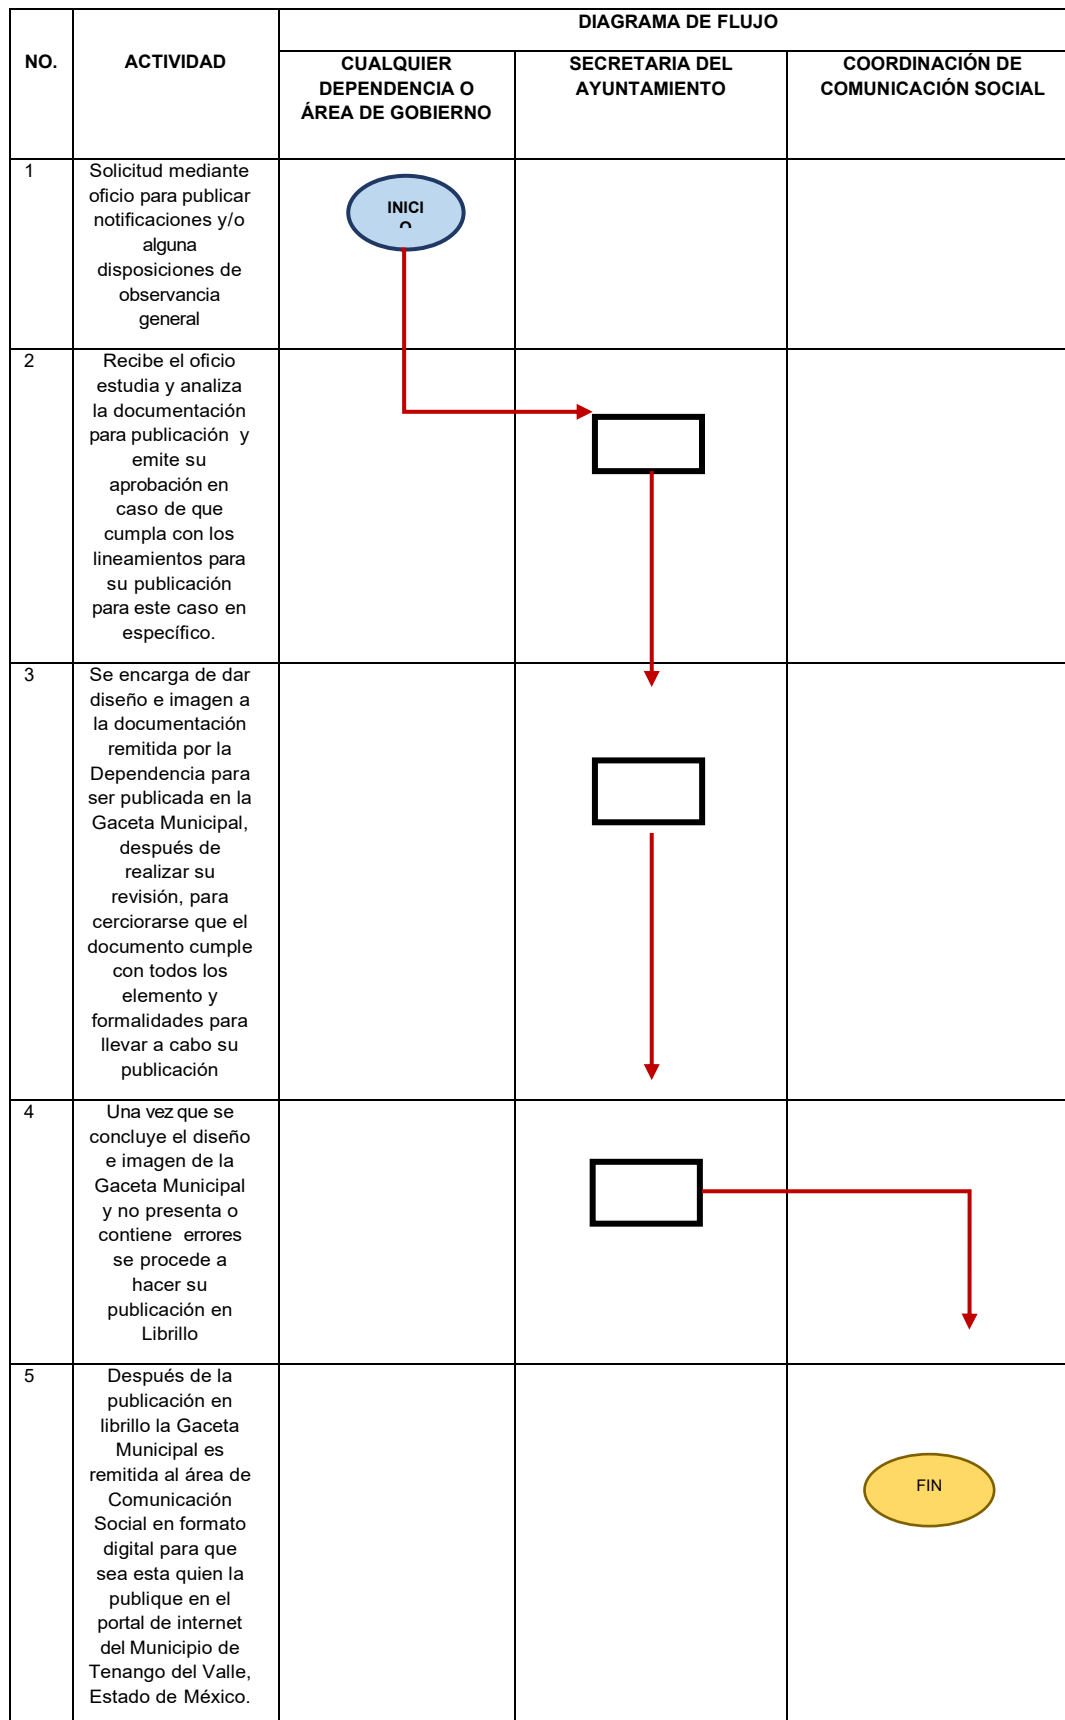 DIAGRAMA DE FLUJO
NO.
ACTIVIDAD
CUALQUIER
DEPENDENCIA O
ÁREA DE GOBIERNO
SECRETARIA DEL
AYUNTAMIENTO
COORDINACIÓN DE
COMUNICACIÓN SOCIAL
1
Solicitud mediante
oficio para publicar
notificaciones y/o
alguna
disposiciones de
observancia
general
INICI
O
2
Recibe el oficio
estudia y analiza
la documentación
para publicación y
emite su
aprobación en
caso de que
cumpla con los
lineamientos para
su publicación
para este caso en
específico.
3
Se encarga de dar
diseño e imagen a
la documentación
remitida por la
Dependencia para
ser publicada en la
Gaceta Municipal,
después de
realizar su
revisión, para
cerciorarse que el
documento cumple
con todos los
elemento y
formalidades para
llevar a cabo su
publicación
4
Una vez que se
concluye el diseño
e imagen de la
Gaceta Municipal
y no presenta o
contiene errores
se procede a
hacer su
publicación en
Librillo
5
Después de la
publicación en
librillo la Gaceta
Municipal es
remitida al área de
Comunicación
Social en formato
digital para que
sea esta quien la
publique en el
portal de internet
del Municipio de
Tenango del Valle,
Estado de México.
FIN